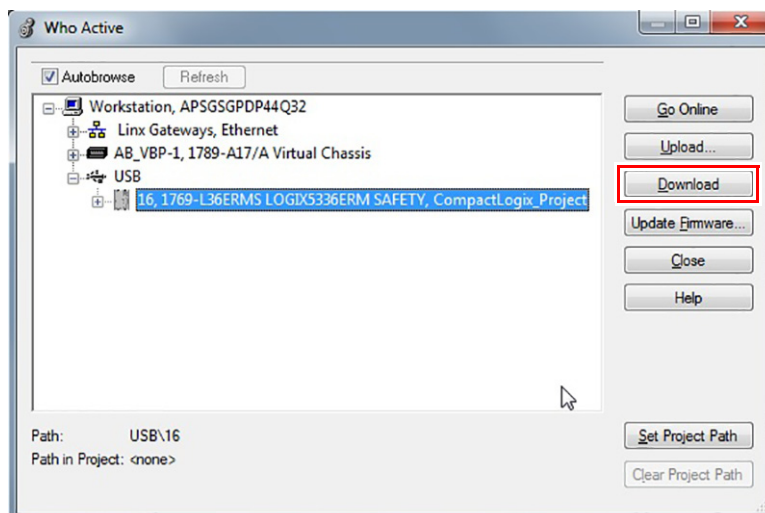 Who Active
Autobrowse
Refresh
Workstation, APSGSGPDP44Q32
Linx Gateways, Ethernet
AB_VBP-1, 1789-A17/A Virtual Chassis
USB
16, 1769-L36ERMS LOGIX5336ERM SAFETY, CompactLogix_Project
Go Online
Upload...
Download
Update Firmware...
Close
Help
Path: USB\16
Path in Project: <none>
Set Project Path
Clear Project Path